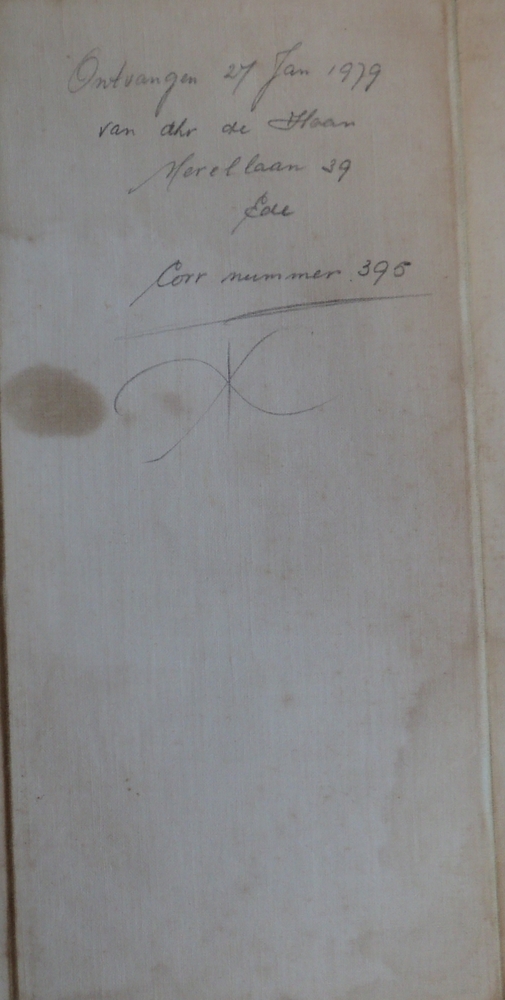 Ontvangen 27 Jan 1979
van dhr de Haan
Merellaan 39
Ede
Corr nummer 395